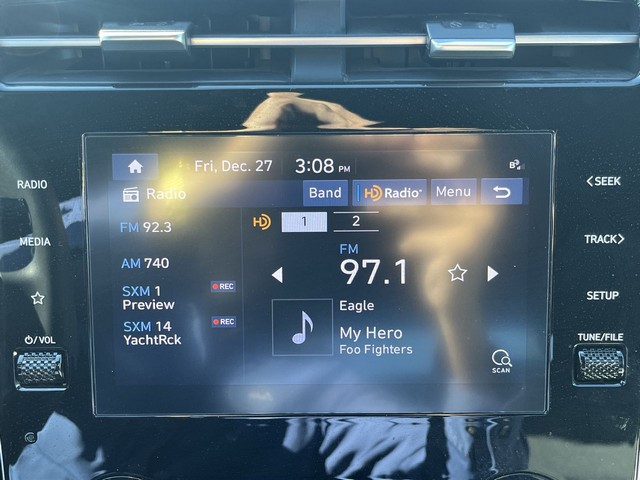 Fri, Dec. 27 3:08 PM
Radio Band HD Radio Menu
RADIO
MEDIA
⏻/VOL
FM 92.3
AM 740
SXM 1 REC
Preview
SXM 14 REC
YachtRck
HD 1 2
FM
97.1
Eagle
My Hero
Foo Fighters
SCAN
<SEEK
TRACK>
SETUP
TUNE/FILE